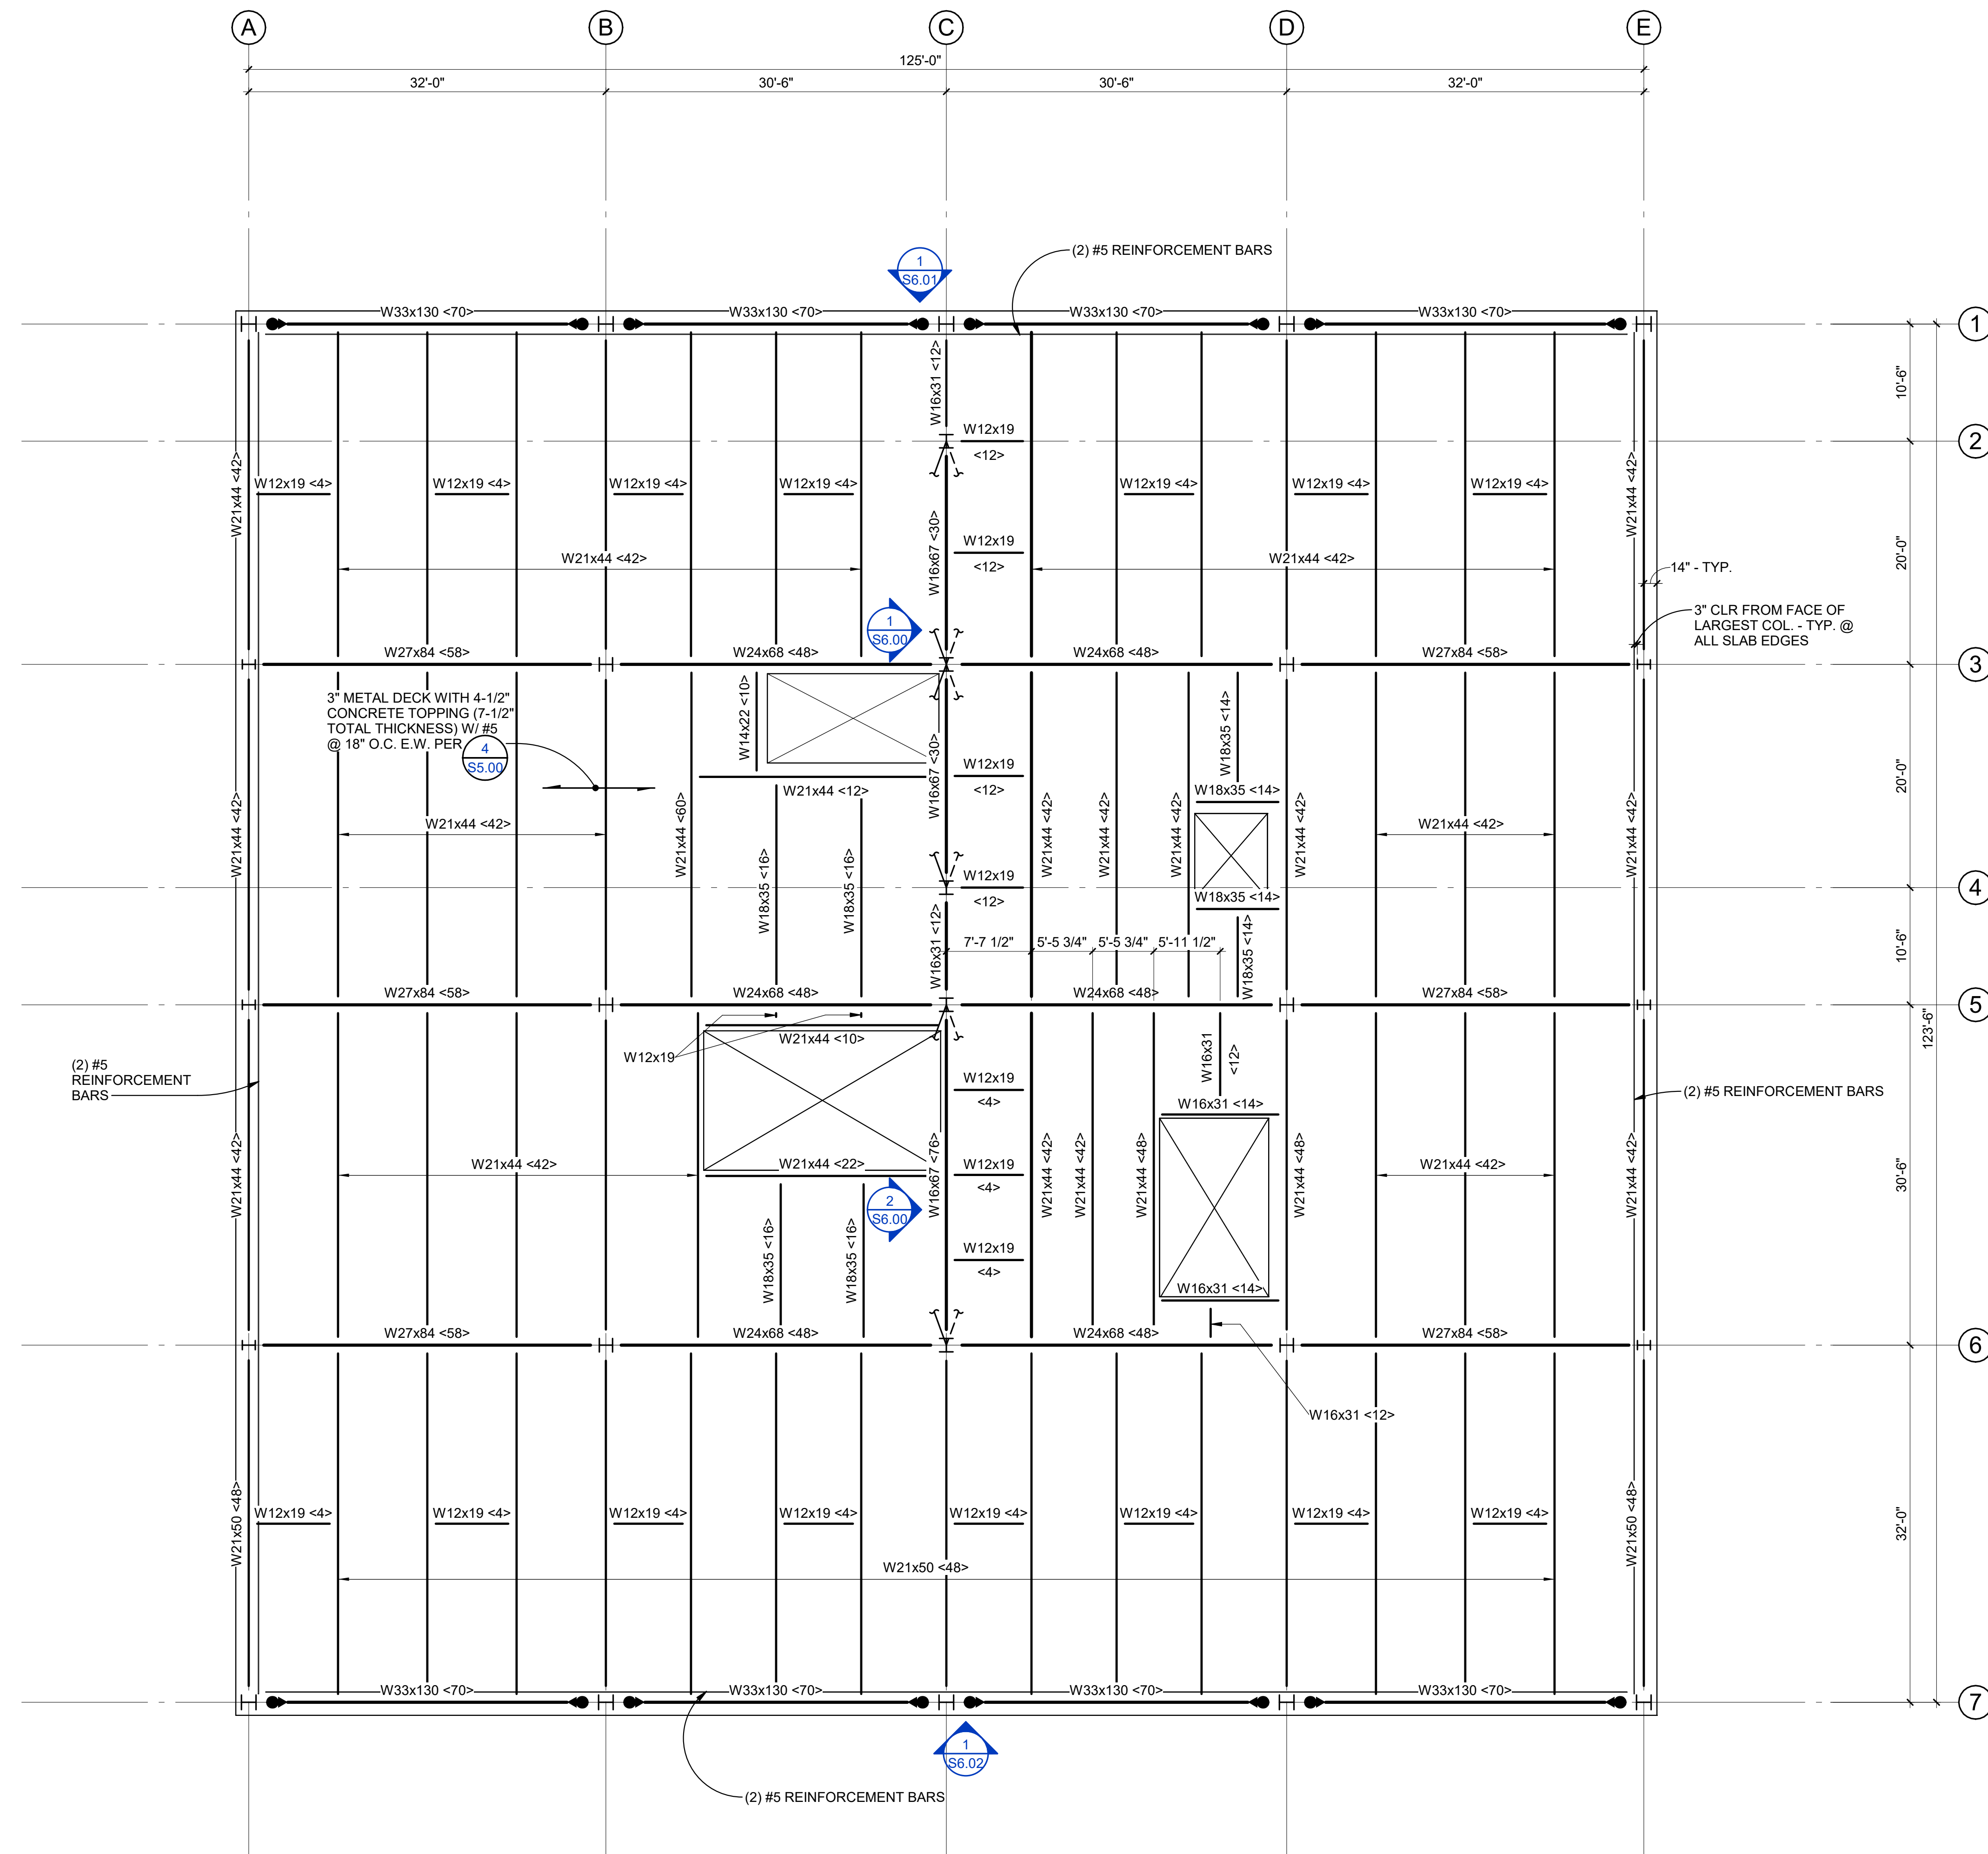 A
B
C
D
E
125'-0"
32'-0"
30'-6"
30'-6"
32'-0"
(2) #5 REINFORCEMENT BARS
1
S6.01
W33x130 <70>
W33x130 <70>
W33x130 <70>
W33x130 <70>
1
W16x31 <12>
10'-6"
W12x19
<12>
2
W21x44 <42>
W12x19 <4>
W12x19 <4>
W12x19 <4>
W12x19 <4>
W12x19 <4>
W12x19 <4>
W12x19 <4>
W21x44 <42>
W16x67 <30>
W12x19
<12>
W21x44 <42>
W21x44 <42>
20'-0"
14" - TYP.
3" CLR FROM FACE OF
LARGEST COL. - TYP. @
ALL SLAB EDGES
1
S6.00
W27x84 <58>
W24x68 <48>
W24x68 <48>
W27x84 <58>
3
3" METAL DECK WITH 4-1/2"
CONCRETE TOPPING (7-1/2"
TOTAL THICKNESS) W/ #5
@ 18" O.C. E.W. PER
4
S5.00
W14x22 <10>
W16x67 <30>
W12x19
<12>
W18x35 <14>
20'-0"
W21x44 <12>
W18x35 <14>
W21x44 <42>
W21x44 <42>
W21x44 <60>
W21x44 <42>
W21x44 <42>
W21x44 <42>
W21x44 <42>
W21x44 <42>
W21x44 <42>
W18x35 <16>
W18x35 <16>
W12x19
<12>
W18x35 <14>
4
W16x31 <12>
7'-7 1/2"
5'-5 3/4"
5'-5 3/4"
5'-11 1/2"
W18x35 <14>
10'-6"
W27x84 <58>
W24x68 <48>
W24x68 <48>
W27x84 <58>
5
123'-6"
W21x44 <10>
W12x19
W16x31
<12>
(2) #5
REINFORCEMENT
BARS
W12x19
<4>
(2) #5 REINFORCEMENT BARS
W16x31 <14>
W21x44 <42>
W21x44 <42>
W21x44 <22>
W16x67 <76>
W12x19
<4>
W21x44 <42>
W21x44 <42>
W21x44 <48>
W21x44 <48>
W21x44 <42>
W21x44 <42>
30'-6"
2
S6.00
W18x35 <16>
W18x35 <16>
W12x19
<4>
W16x31 <14>
W27x84 <58>
W24x68 <48>
W24x68 <48>
W27x84 <58>
6
W16x31 <12>
W21x50 <48>
W12x19 <4>
W12x19 <4>
W12x19 <4>
W12x19 <4>
W12x19 <4>
W12x19 <4>
W12x19 <4>
W12x19 <4>
W21x50 <48>
32'-0"
W21x50 <48>
W33x130 <70>
W33x130 <70>
W33x130 <70>
W33x130 <70>
7
1
S6.02
(2) #5 REINFORCEMENT BARS